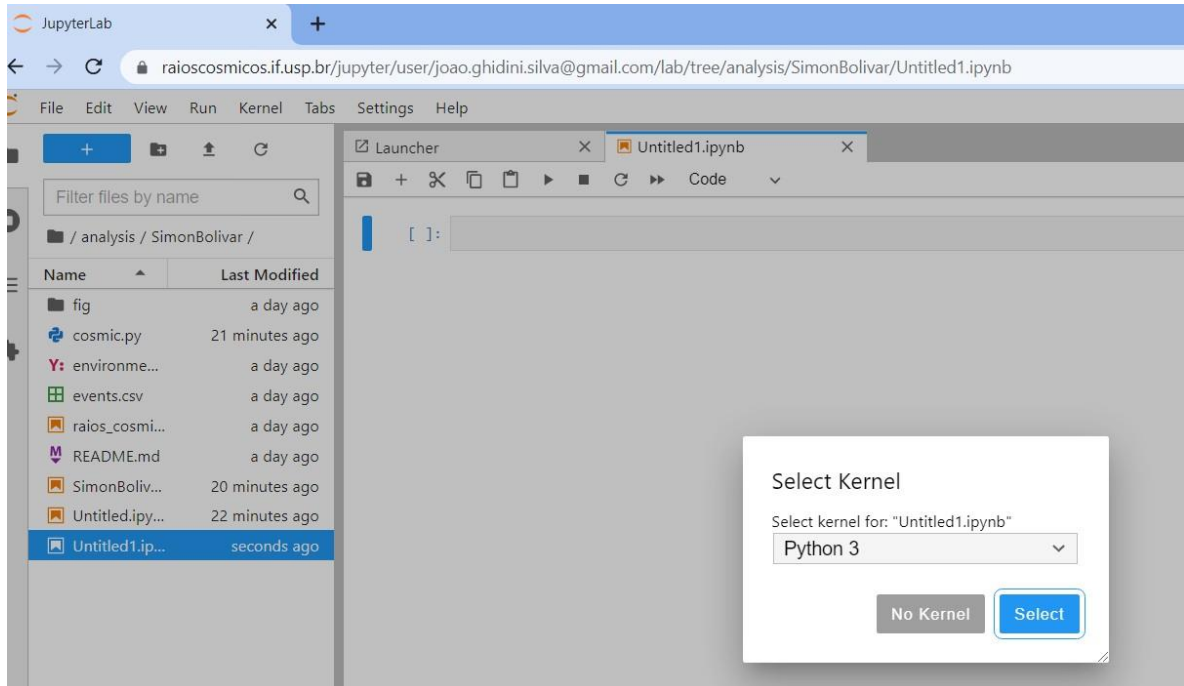 JupyterLab
raioscosmicos.if.usp.br/jupyter/user/joao.ghidini.silva@gmail.com/lab/tree/analysis/SimonBolivar/Untitled1.ipynb
File Edit View Run Kernel Tabs Settings Help
Launcher Untitled1.ipynb
Code
Filter files by name
/ analysis / SimonBolivar /
[ ]:
Name Last Modified
fig a day ago
cosmic.py 21 minutes ago
Y: environme... a day ago
events.csv a day ago
raios_cosmi... a day ago
M README.md a day ago
SimonBoliv... 20 minutes ago
Untitled.ipy... 22 minutes ago
Untitled1.ip... seconds ago
Select Kernel
Select kernel for: "Untitled1.ipynb"
Python 3
No Kernel Select